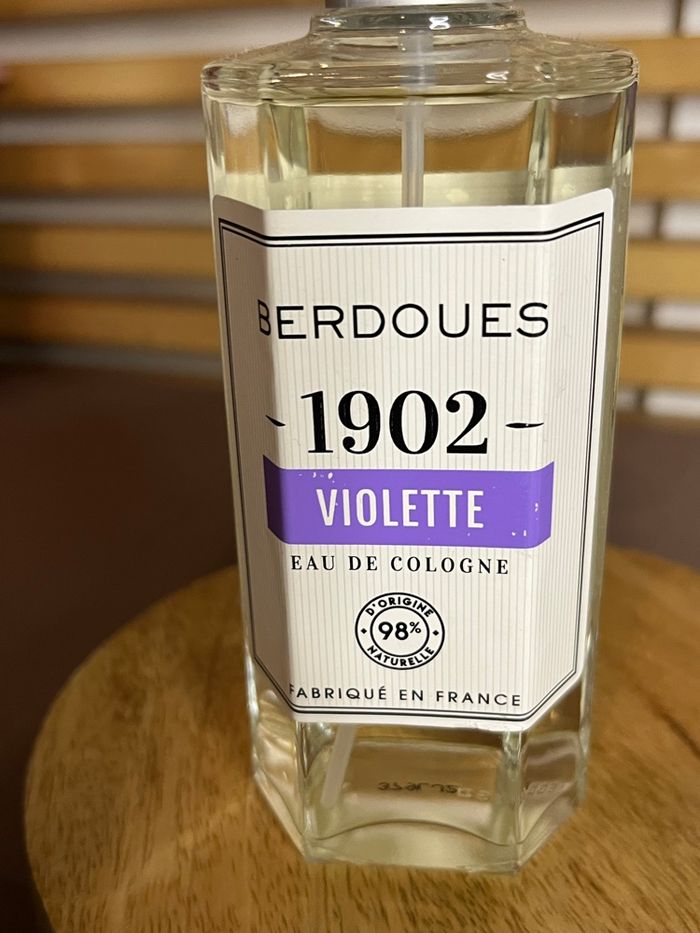 BERDOUES
- 1902 -
VIOLETTE
EAU DE COLOGNE
D'ORIGINE
98%
NATURELLE
FABRIQUÉ EN FRANCE